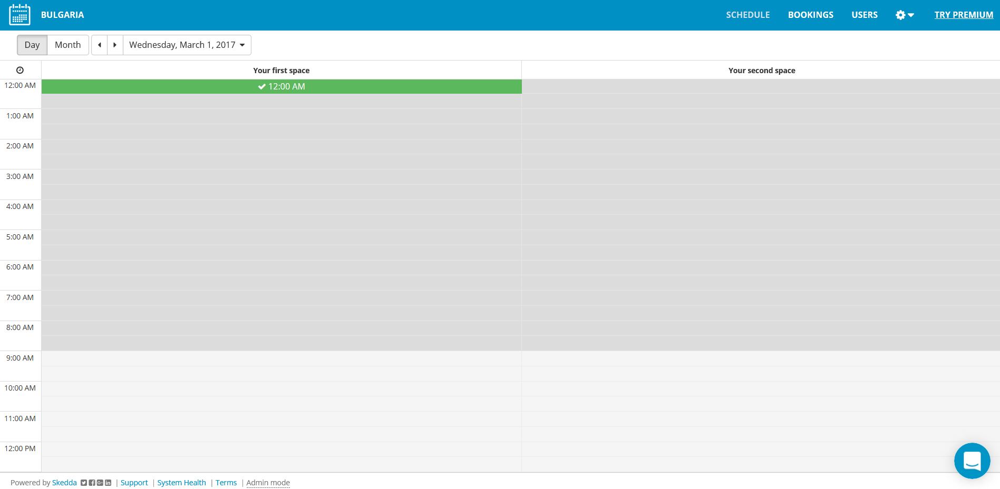 BULGARIA
SCHEDULE BOOKINGS USERS TRY PREMIUM
Day Month Wednesday, March 1, 2017
Your first space Your second space
12:00 AM 12:00 AM
1:00 AM
2:00 AM
3:00 AM
4:00 AM
5:00 AM
6:00 AM
7:00 AM
8:00 AM
9:00 AM
10:00 AM
11:00 AM
12:00 PM
Powered by Skedda | Support | System Health | Terms | Admin mode